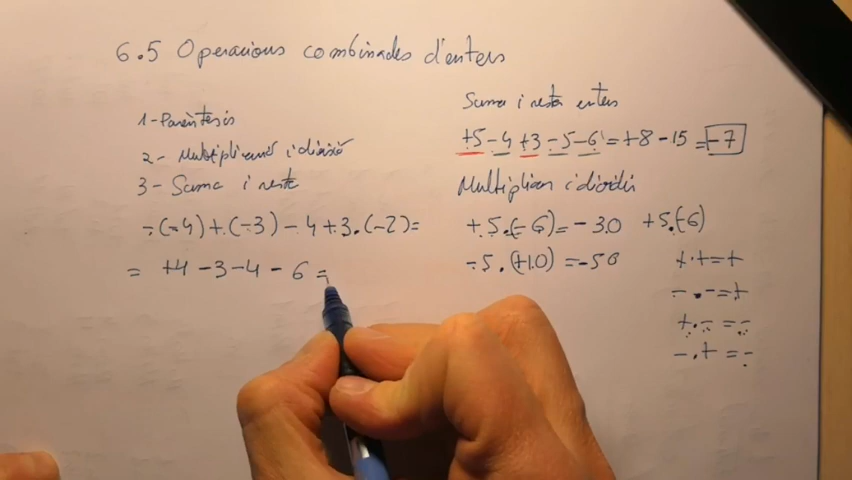 6.5 Operacions combinades d'enters
1-Parèntesis
2- Multiplicació i divisió
3- Suma i resta
-(-4)+(-3)-4+3.(-2)=
= +4-3-4-6=
Suma i resta enters
+5-4+3-5-6=+8-15=-7
Multiplicar i dividir
+5.(-6)=-30 +5.(-6)
-5.(+10)=-50
+.+=+
-.-=+
+.-=-
-.+=-